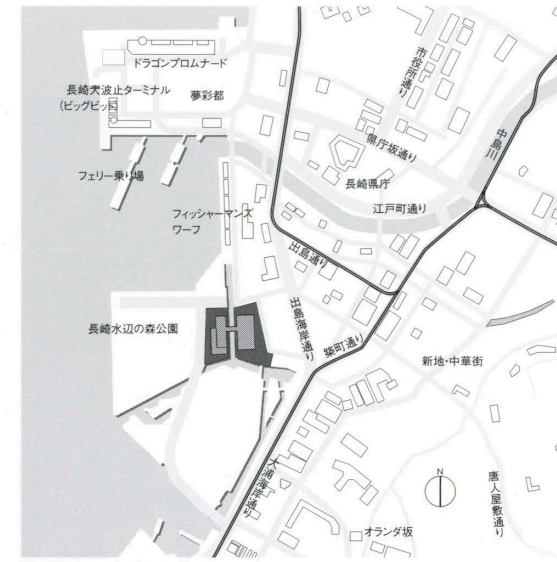 ドラゴンプロムナード
長崎大波止ターミナル
(ビッグピット)
夢彩都
市役所通り
県庁坂通り
中島川
長崎県庁
フェリー乗り場
江戸町通り
フィッシャーマンズ
ワーフ
出島通り
出島海岸通り
長崎水辺の森公園
築町通り
新地・中華街
大浦海岸通り
N
唐人屋敷通り
オランダ坂